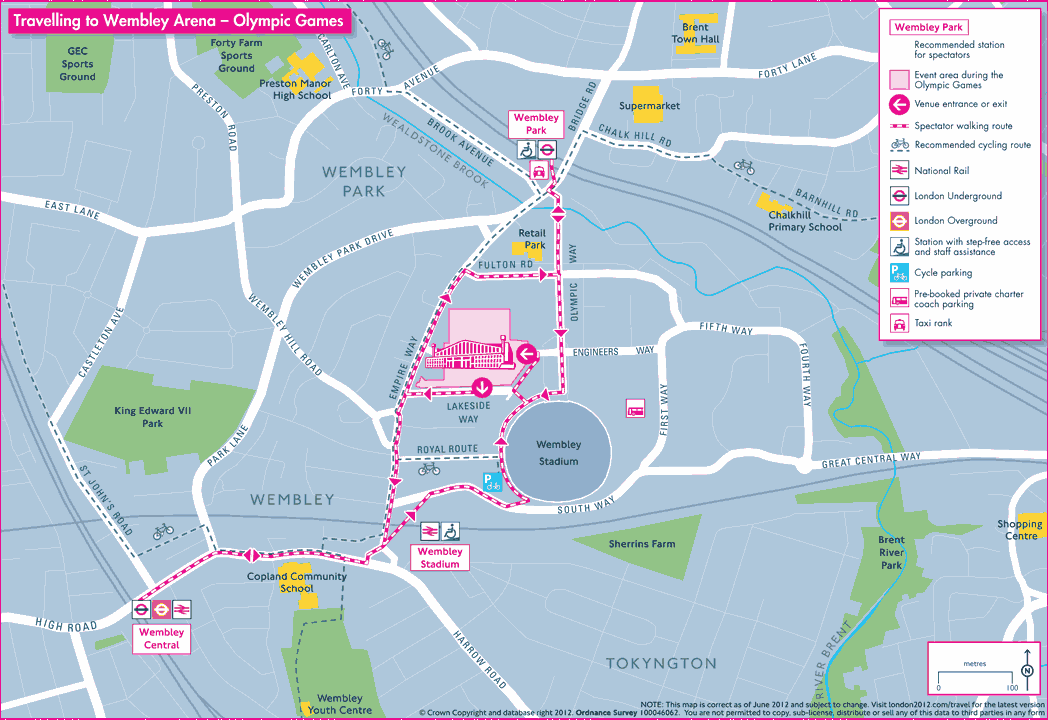 Travelling to Wembley Arena – Olympic Games
GEC
Sports
Ground
Forty Farm
Sports
Ground
Preston Manor
High School
CARLTON AVE
FORTY AVENUE
PRESTON ROAD
BROOK AVENUE
WEALDSTONE BROOK
Brent
Town Hall
FORTY LANE
Supermarket
BRIDGE RD
CHALK HILL RD
BARNHILL RD
Chalkhill
Primary School
Wembley
Park
WEMBLEY
PARK
EAST LANE
WEMBLEY PARK DRIVE
Retail
Park
FULTON RD
OLYMPIC WAY
CASTLETON AVE
WEMBLEY HILL ROAD
EMPIRE WAY
ENGINEERS WAY
FIFTH WAY
FOURTH WAY
FIRST WAY
LAKESIDE
WAY
King Edward VII
Park
PARK LANE
ROYAL ROUTE
Wembley
Stadium
P
GREAT CENTRAL WAY
SOUTH WAY
ST JOHN'S ROAD
WEMBLEY
Wembley
Stadium
Sherrins Farm
Brent
River
Park
Shopping
Centre
Copland Community
School
HIGH ROAD
Wembley
Central
HARROW ROAD
TOKYNGTON
RIVER BRENT
Wembley
Youth Centre
Wembley Park
Recommended station
for spectators
Event area during the
Olympic Games
Venue entrance or exit
Spectator walking route
Recommended cycling route
National Rail
London Underground
London Overground
Station with step-free access
and staff assistance
P
Cycle parking
Pre-booked private charter
coach parking
Taxi rank
metres
0 100
N
NOTE: This map is correct as of June 2012 and subject to change. Visit london2012.com/travel for the latest version
© Crown Copyright and database right 2012. Ordnance Survey 100046062. You are not permitted to copy, sub-license, distribute or sell any of this data to third parties in any form